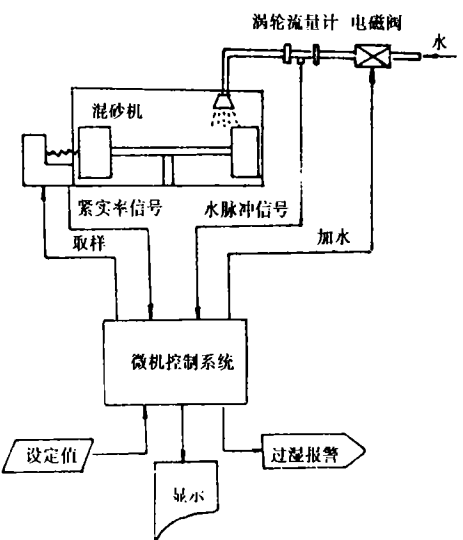 涡轮流量计 电磁阀
水
混砂机
紧实率信号
水脉冲信号
取样
加水
微机控制系统
设定值
过湿报警
显示